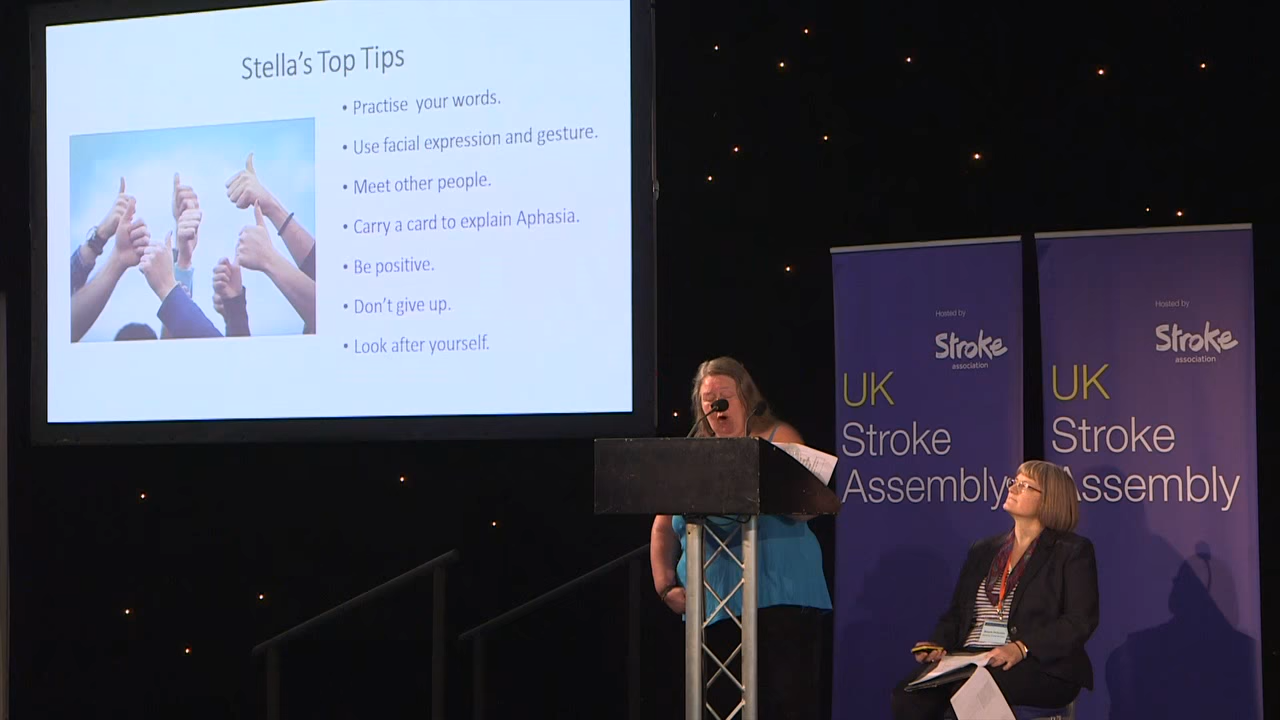 Stella's Top Tips
• Practise your words.
• Use facial expression and gesture.
• Meet other people.
• Carry a card to explain Aphasia.
• Be positive.
• Don't give up.
• Look after yourself.
Hosted by
Stroke
association
UK
Stroke
Assembly
Hosted by
Stroke
association
UK
Stroke
Assembly